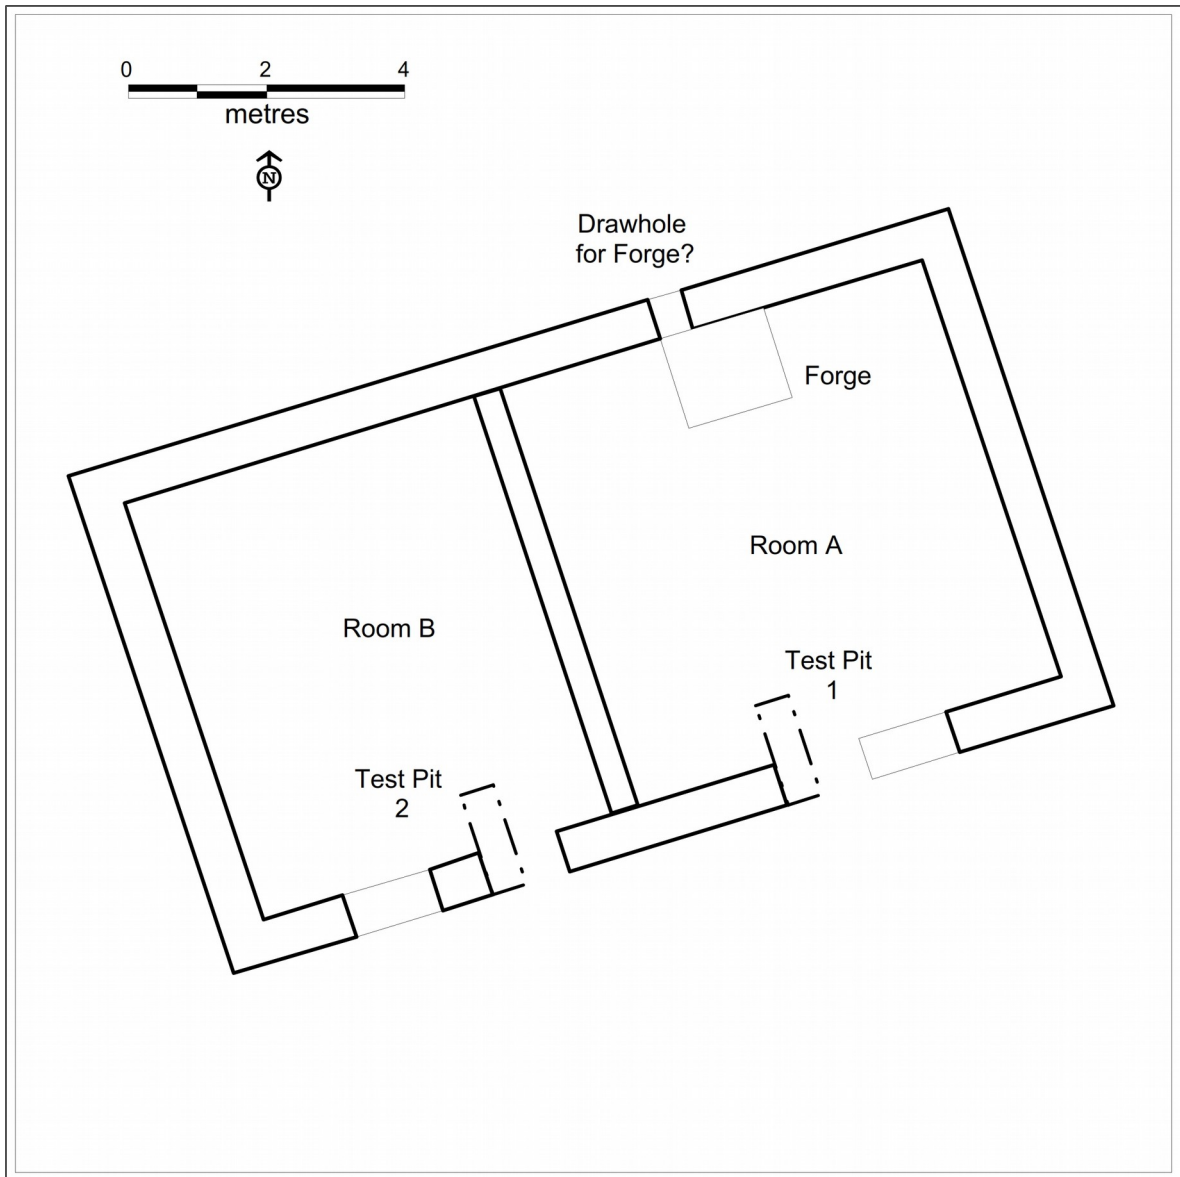 0 2 4
metres
N
Drawhole
for Forge?
Forge
Room A
Room B
Test Pit
1
Test Pit
2